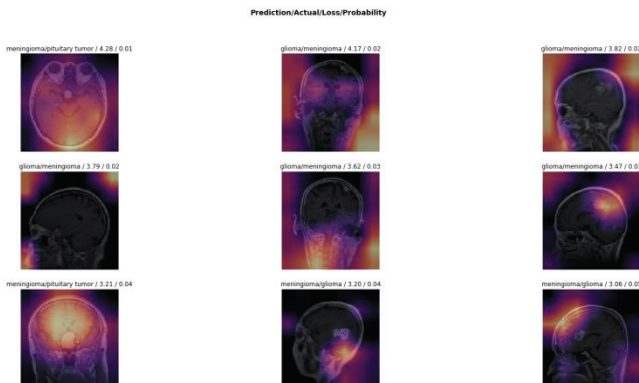 Prediction/Actual/Loss/Probability
meningioma/pituitary tumor / 4.28 / 0.01
glioma/meningioma / 4.17 / 0.02
glioma/meningioma / 3.82 / 0.02
glioma/meningioma / 3.79 / 0.02
glioma/meningioma / 3.62 / 0.03
glioma/meningioma / 3.47 / 0.03
meningioma/pituitary tumor / 3.21 / 0.04
meningioma/glioma / 3.20 / 0.04
meningioma/glioma / 3.06 / 0.05